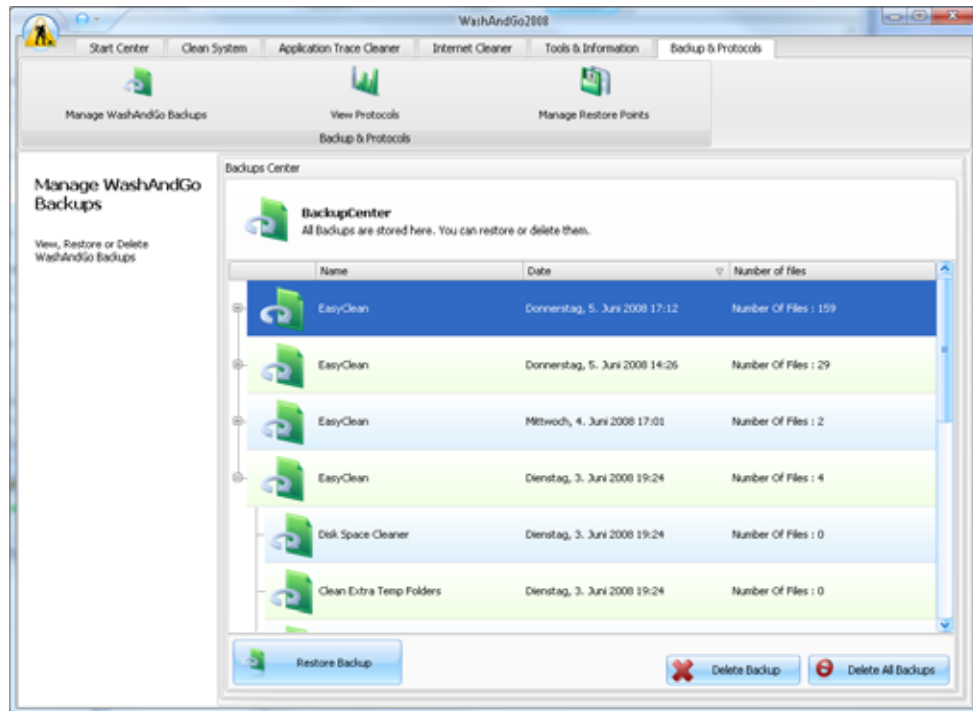 WashAndGo2008
Start Center Clean System Application Trace Cleaner Internet Cleaner Tools & Information Backup & Protocols
Manage WashAndGo Backups View Protocols Manage Restore Points
Backup & Protocols
Manage WashAndGo
Backups
View, Restore or Delete
WashAndGo Backups
Backups Center
BackupCenter
All Backups are stored here. You can restore or delete them.
Name Date Number of files
EasyClean Donnerstag, 5. Juni 2008 17:12 Number Of Files : 159
EasyClean Donnerstag, 5. Juni 2008 14:26 Number Of Files : 29
EasyClean Mittwoch, 4. Juni 2008 17:01 Number Of Files : 2
EasyClean Dienstag, 3. Juni 2008 19:24 Number Of Files : 4
Disk Space Cleaner Dienstag, 3. Juni 2008 19:24 Number Of Files : 0
Clean Extra Temp Folders Dienstag, 3. Juni 2008 19:24 Number Of Files : 0
Restore Backup Delete Backup Delete All Backups